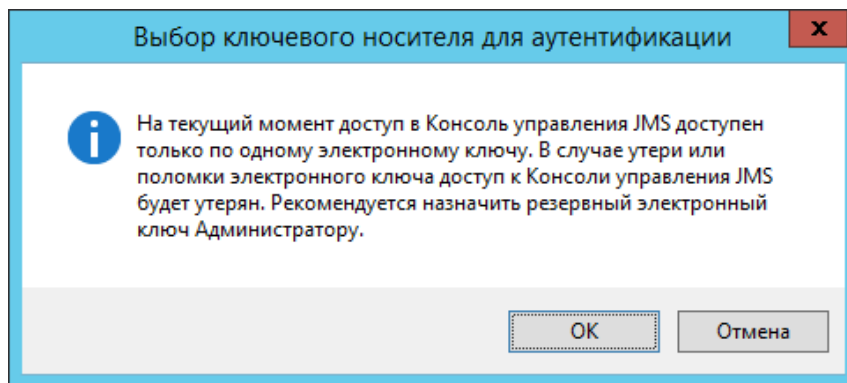 Выбор ключевого носителя для аутентификации
x
На текущий момент доступ в Консоль управления JMS доступен
только по одному электронному ключу. В случае утери или
поломки электронного ключа доступ к Консоли управления JMS
будет утерян. Рекомендуется назначить резервный электронный
ключ Администратору.
ОК
Отмена